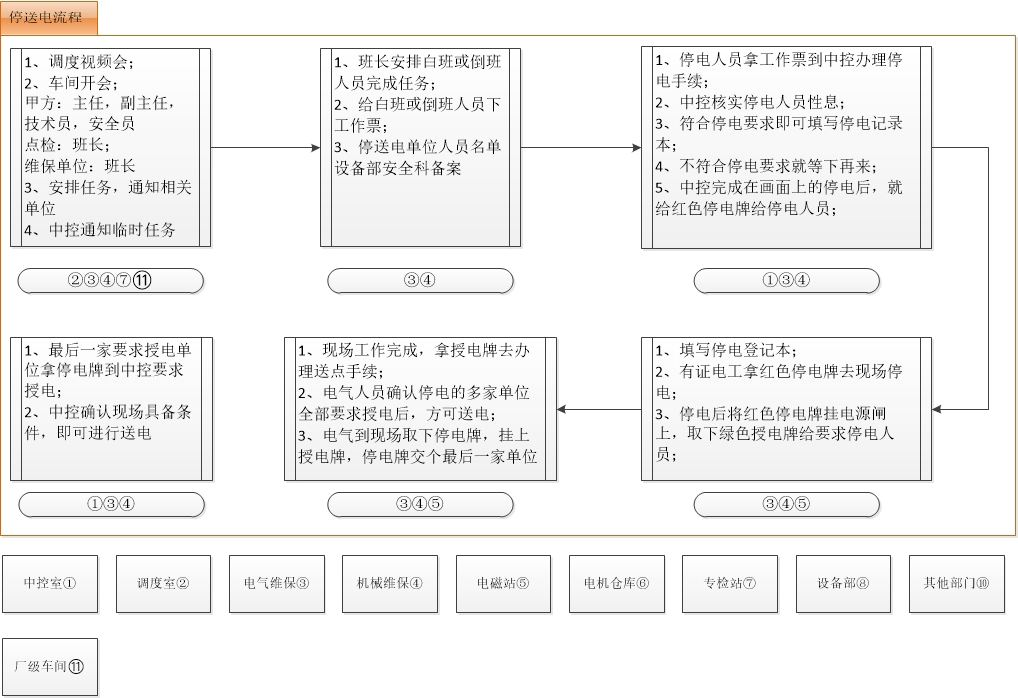 停送电流程
1、调度视频会；
2、车间开会；
甲方：主任，副主任，
技术员，安全员
点检：班长；
维保单位：班长
3、安排任务，通知相关
单位
4、中控通知临时任务
②③④⑦⑪
1、班长安排白班或倒班
人员完成任务；
2、给白班或倒班人员下
工作票；
3、停送电单位人员名单
设备部安全科备案
③④
1、停电人员拿工作票到中控办理停
电手续；
2、中控核实停电人员性息；
3、符合停电要求即可填写停电记录
本；
4、不符合停电要求就等下再来；
5、中控完成在画面上的停电后，就
给红色停电牌给停电人员；
①③④
1、最后一家要求授电单
位拿停电牌到中控要求
授电；
2、中控确认现场具备条
件，即可进行送电
①③④
1、现场工作完成，拿授电牌去办
理送点手续；
2、电气人员确认停电的多家单位
全部要求授电后，方可送电；
3、电气到现场取下停电牌，挂上
授电牌，停电牌交个最后一家单位
③④⑤
1、填写停电登记本；
2、有证电工拿红色停电牌去现场停
电；
3、停电后将红色停电牌挂电源闸
上，取下绿色授电牌给要求停电人
员；
③④⑤
中控室①
调度室②
电气维保③
机械维保④
电磁站⑤
电机仓库⑥
专检站⑦
设备部⑧
其他部门⑩
厂级车间⑪